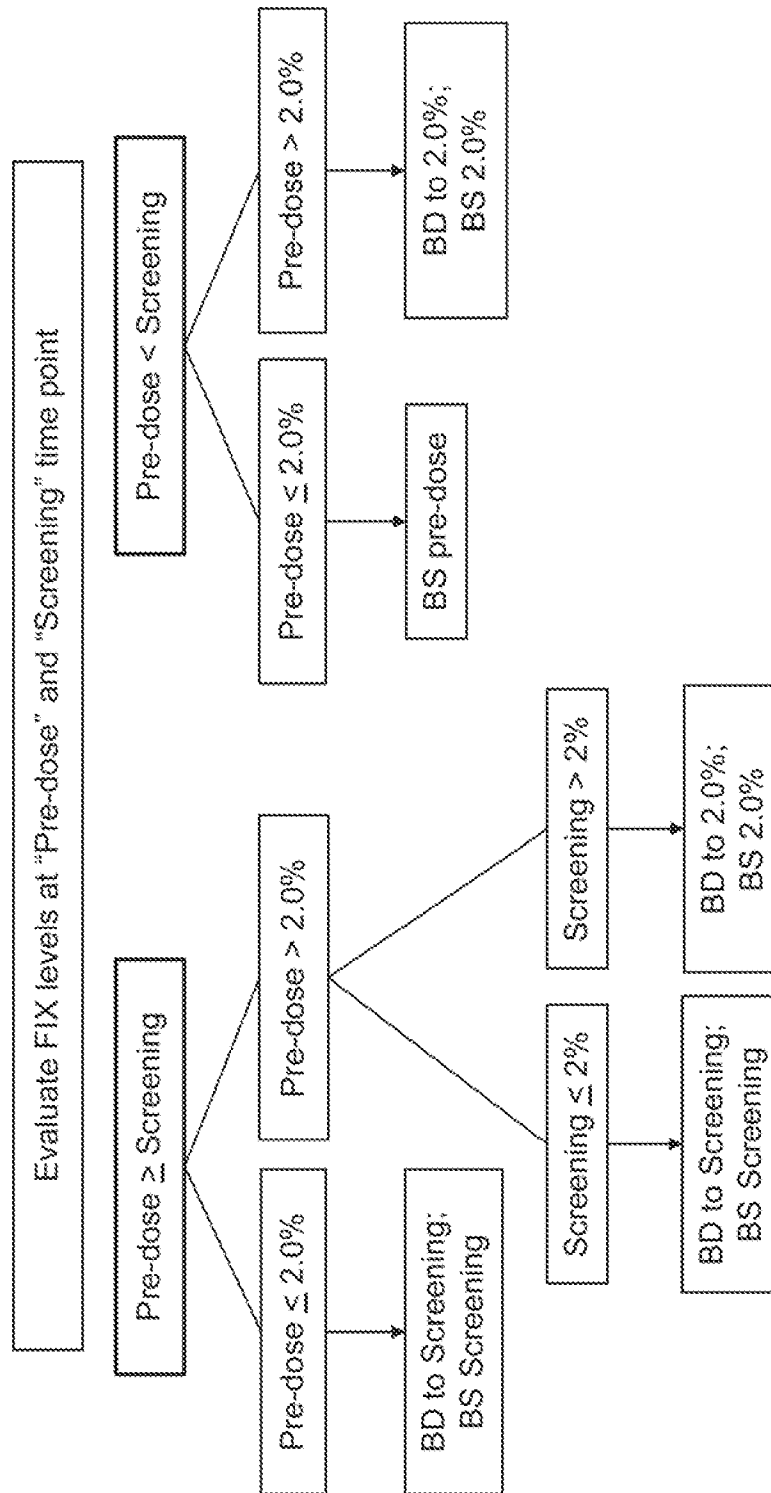 Evaluate FIX levels at "Pre-dose" and "Screening" time point
Pre-dose ≥ Screening
Pre-dose < Screening
Pre-dose ≤ 2.0%
Pre-dose > 2.0%
Pre-dose ≤ 2.0%
Pre-dose > 2.0%
BD to Screening;
BS Screening
BS pre-dose
BD to 2.0%;
BS 2.0%
Screening ≤ 2%
Screening > 2%
BD to Screening;
BS Screening
BD to 2.0%;
BS 2.0%